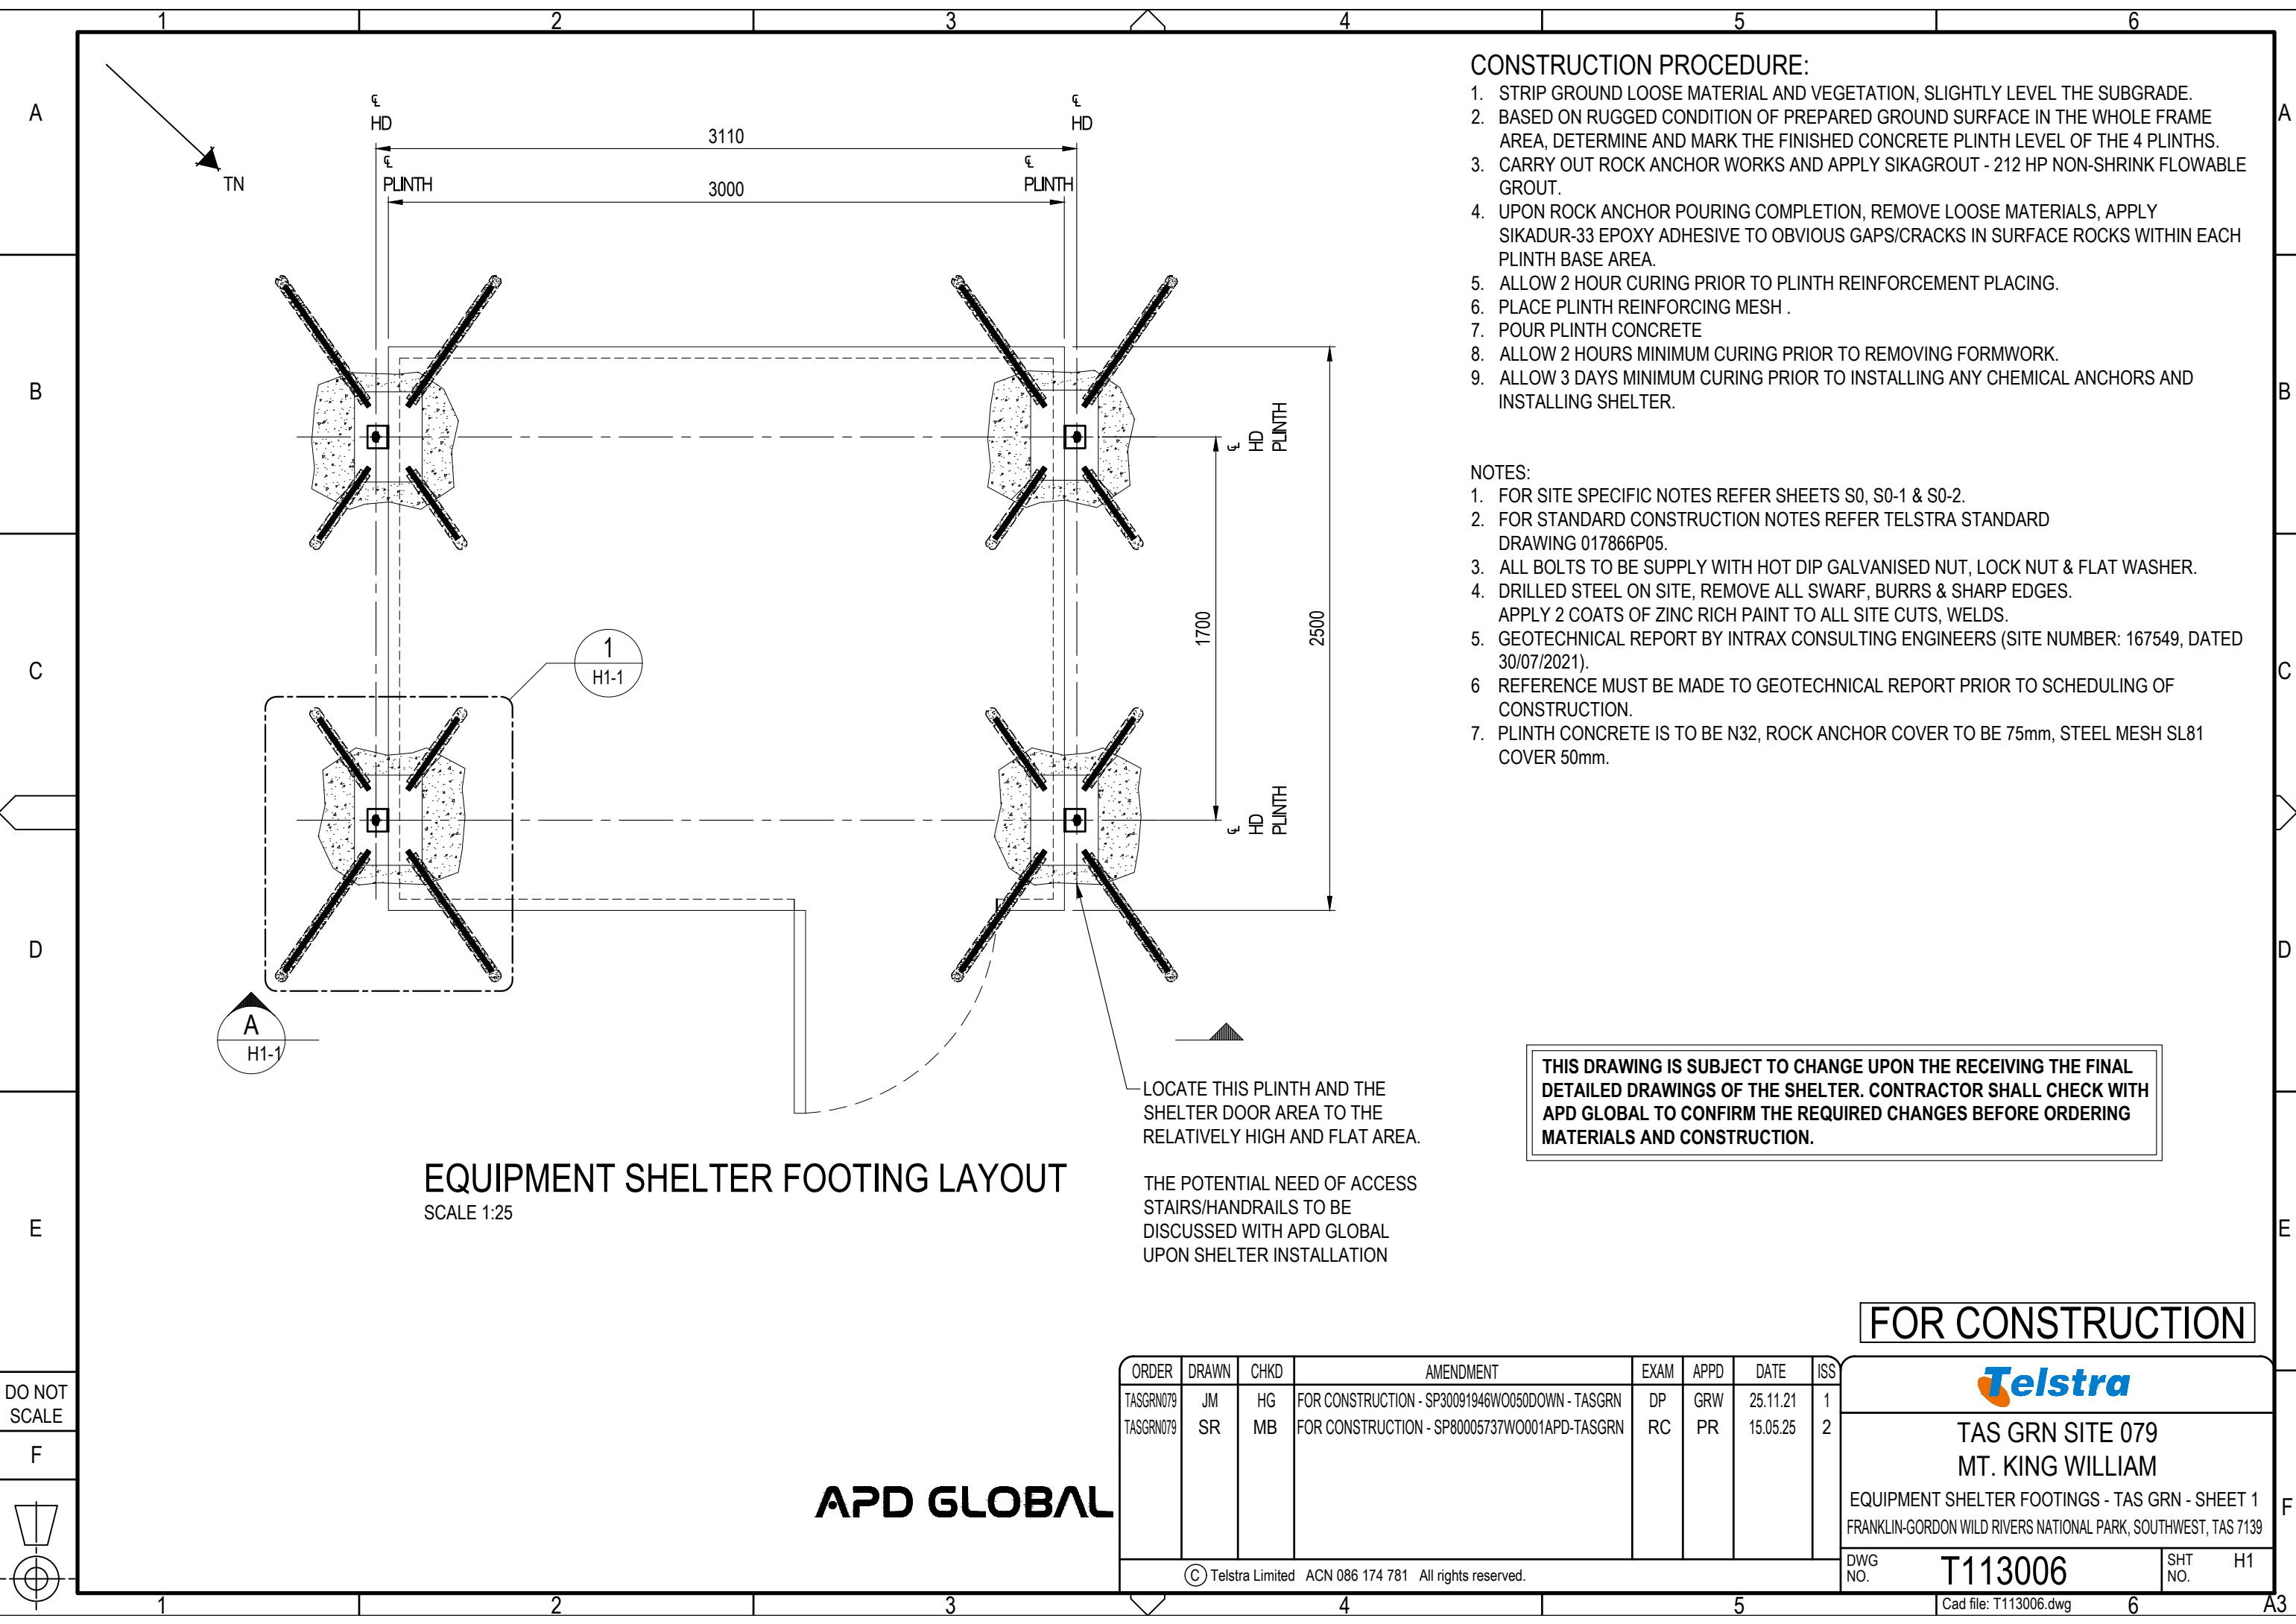 1 2 3 4 5 6
A
B
C
D
E
DO NOT
SCALE
F
A
B
C
D
E
F
TN
℄
HD
℄
HD
3110
℄
PLINTH
℄
PLINTH
3000
℄
HD
PLINTH
1700
2500
℄
HD
PLINTH
1
H1-1
A
H1-1
LOCATE THIS PLINTH AND THE
SHELTER DOOR AREA TO THE
RELATIVELY HIGH AND FLAT AREA.
THE POTENTIAL NEED OF ACCESS
STAIRS/HANDRAILS TO BE
DISCUSSED WITH APD GLOBAL
UPON SHELTER INSTALLATION
EQUIPMENT SHELTER FOOTING LAYOUT
SCALE 1:25
CONSTRUCTION PROCEDURE:
1. STRIP GROUND LOOSE MATERIAL AND VEGETATION, SLIGHTLY LEVEL THE SUBGRADE.
2. BASED ON RUGGED CONDITION OF PREPARED GROUND SURFACE IN THE WHOLE FRAME
AREA, DETERMINE AND MARK THE FINISHED CONCRETE PLINTH LEVEL OF THE 4 PLINTHS.
3. CARRY OUT ROCK ANCHOR WORKS AND APPLY SIKAGROUT - 212 HP NON-SHRINK FLOWABLE
GROUT.
4. UPON ROCK ANCHOR POURING COMPLETION, REMOVE LOOSE MATERIALS, APPLY
SIKADUR-33 EPOXY ADHESIVE TO OBVIOUS GAPS/CRACKS IN SURFACE ROCKS WITHIN EACH
PLINTH BASE AREA.
5. ALLOW 2 HOUR CURING PRIOR TO PLINTH REINFORCEMENT PLACING.
6. PLACE PLINTH REINFORCING MESH .
7. POUR PLINTH CONCRETE
8. ALLOW 2 HOURS MINIMUM CURING PRIOR TO REMOVING FORMWORK.
9. ALLOW 3 DAYS MINIMUM CURING PRIOR TO INSTALLING ANY CHEMICAL ANCHORS AND
INSTALLING SHELTER.
NOTES:
1. FOR SITE SPECIFIC NOTES REFER SHEETS S0, S0-1 & S0-2.
2. FOR STANDARD CONSTRUCTION NOTES REFER TELSTRA STANDARD
DRAWING 017866P05.
3. ALL BOLTS TO BE SUPPLY WITH HOT DIP GALVANISED NUT, LOCK NUT & FLAT WASHER.
4. DRILLED STEEL ON SITE, REMOVE ALL SWARF, BURRS & SHARP EDGES.
APPLY 2 COATS OF ZINC RICH PAINT TO ALL SITE CUTS, WELDS.
5. GEOTECHNICAL REPORT BY INTRAX CONSULTING ENGINEERS (SITE NUMBER: 167549, DATED
30/07/2021).
6 REFERENCE MUST BE MADE TO GEOTECHNICAL REPORT PRIOR TO SCHEDULING OF
CONSTRUCTION.
7. PLINTH CONCRETE IS TO BE N32, ROCK ANCHOR COVER TO BE 75mm, STEEL MESH SL81
COVER 50mm.
THIS DRAWING IS SUBJECT TO CHANGE UPON THE RECEIVING THE FINAL
DETAILED DRAWINGS OF THE SHELTER. CONTRACTOR SHALL CHECK WITH
APD GLOBAL TO CONFIRM THE REQUIRED CHANGES BEFORE ORDERING
MATERIALS AND CONSTRUCTION.
FOR CONSTRUCTION
APD GLOBAL
ORDER DRAWN CHKD AMENDMENT EXAM APPD DATE ISS
TASGRN079 JM HG FOR CONSTRUCTION - SP30091946WO050DOWN - TASGRN DP GRW 25.11.21 1
TASGRN079 SR MB FOR CONSTRUCTION - SP80005737WO001APD-TASGRN RC PR 15.05.25 2
© Telstra Limited ACN 086 174 781 All rights reserved.
Telstra
TAS GRN SITE 079
MT. KING WILLIAM
EQUIPMENT SHELTER FOOTINGS - TAS GRN - SHEET 1
FRANKLIN-GORDON WILD RIVERS NATIONAL PARK, SOUTHWEST, TAS 7139
DWG NO. T113006 SHT NO. H1
Cad file: T113006.dwg
1 2 3 4 5 6 A3